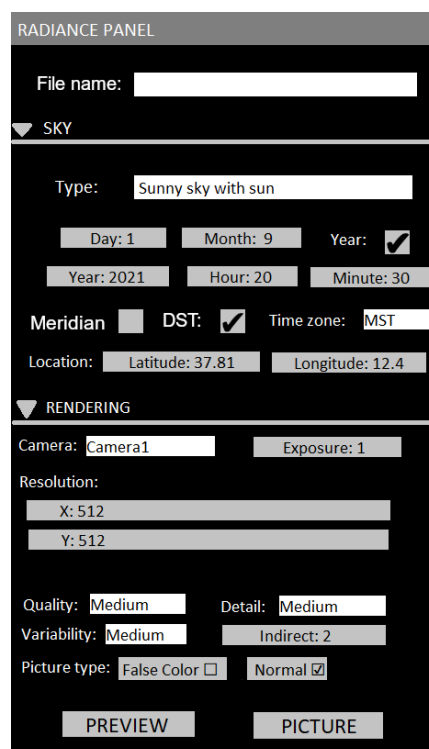 RADIANCE PANEL
File name:
SKY
Type: Sunny sky with sun
Day: 1 Month: 9 Year: ✔
Year: 2021 Hour: 20 Minute: 30
Meridian DST: ✔ Time zone: MST
Location: Latitude: 37.81 Longitude: 12.4
RENDERING
Camera: Camera1 Exposure: 1
Resolution:
X: 512
Y: 512
Quality: Medium Detail: Medium
Variability: Medium Indirect: 2
Picture type: False Color ☐ Normal ☑
PREVIEW PICTURE